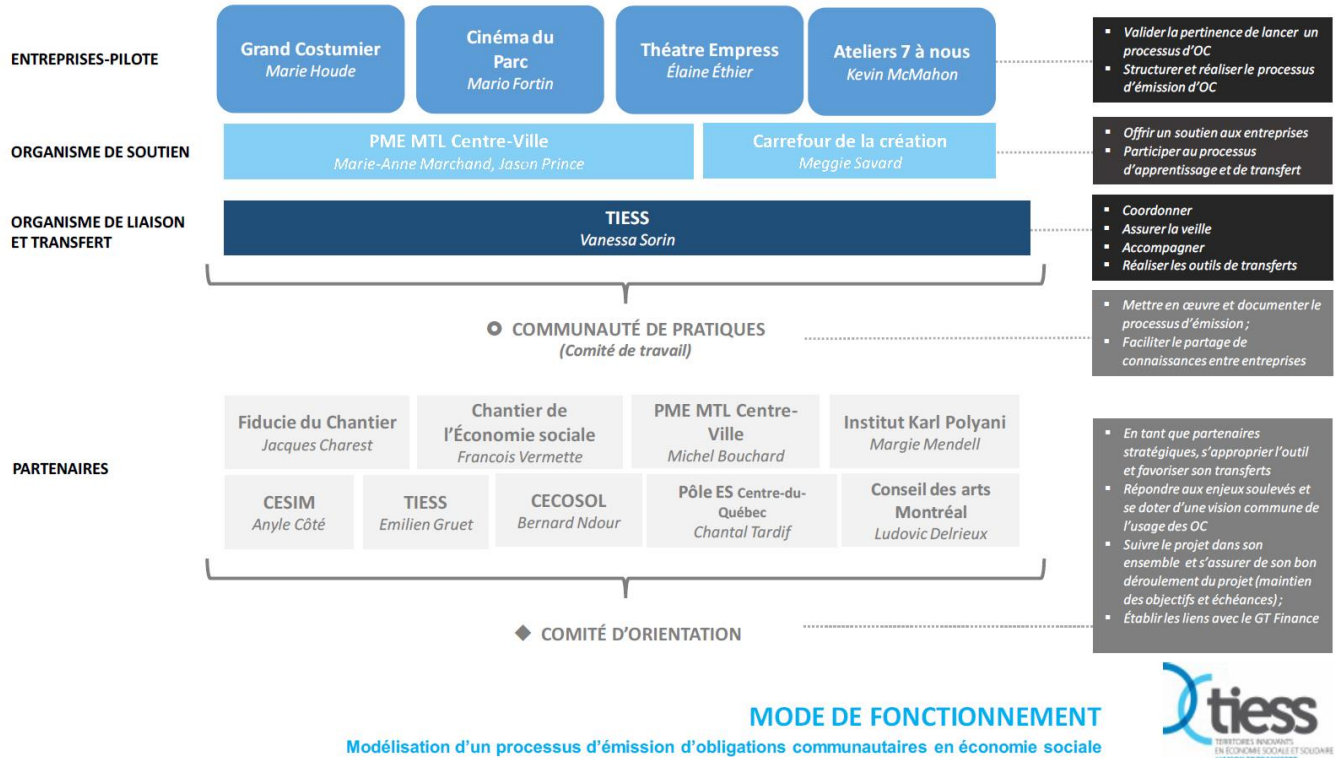 ENTREPRISES-PILOTE
Grand Costumier
Marie Houde
Cinéma du
Parc
Mario Fortin
Théatre Empress
Élaine Éthier
Ateliers 7 à nous
Kevin McMahon
▪ Valider la pertinence de lancer un
processus d'OC
▪ Structurer et réaliser le processus
d'émission d'OC
ORGANISME DE SOUTIEN
PME MTL Centre-Ville
Marie-Anne Marchand, Jason Prince
Carrefour de la création
Meggie Savard
▪ Offrir un soutien aux entreprises
▪ Participer au processus
d'apprentissage et de transfert
ORGANISME DE LIAISON
ET TRANSFERT
TIESS
Vanessa Sorin
▪ Coordonner
▪ Assurer la veille
▪ Accompagner
▪ Réaliser les outils de transferts
COMMUNAUTÉ DE PRATIQUES
(Comité de travail)
▪ Mettre en œuvre et documenter le
processus d'émission ;
▪ Faciliter le partage de
connaissances entre entreprises
PARTENAIRES
Fiducie du Chantier
Jacques Charest
Chantier de
l'Économie sociale
Francois Vermette
PME MTL Centre-
Ville
Michel Bouchard
Institut Karl Polyani
Margie Mendell
CESIM
Anyle Côté
TIESS
Emilien Gruet
CECOSOL
Bernard Ndour
Pôle ES Centre-du-
Québec
Chantal Tardif
Conseil des arts
Montréal
Ludovic Delrieux
▪ En tant que partenaires
stratégiques, s'approprier l'outil
et favoriser son transferts
▪ Répondre aux enjeux soulevés et
se doter d'une vision commune de
l'usage des OC
▪ Suivre le projet dans son
ensemble et s'assurer de son bon
déroulement du projet (maintien
des objectifs et échéances) ;
▪ Établir les liens avec le GT Finance
COMITÉ D'ORIENTATION
MODE DE FONCTIONNEMENT
Modélisation d'un processus d'émission d'obligations communautaires en économie sociale
tiess
TERRITOIRES INNOVANTS
EN ÉCONOMIE SOCIALE ET SOLIDAIRE